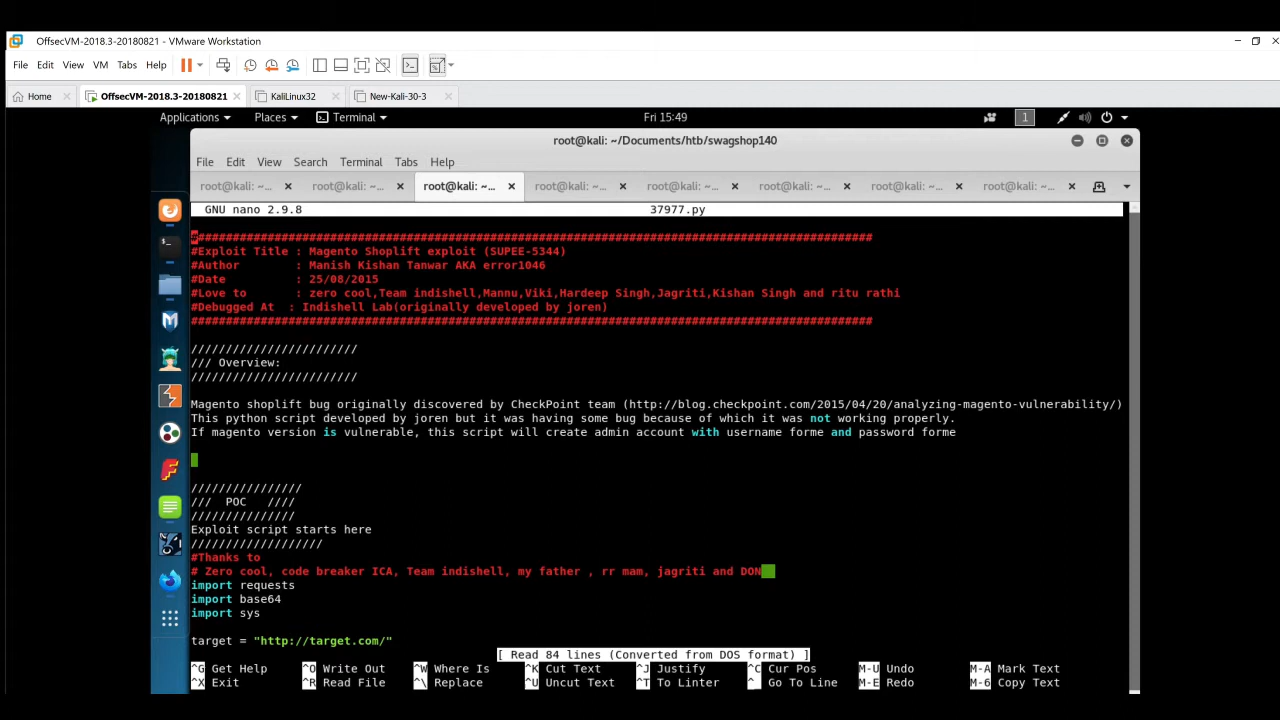 OffsecVM-2018.3-20180821 - VMware Workstation
File Edit View VM Tabs Help
Home OffsecVM-2018.3-20180821 KaliLinux32 New-Kali-30-3
Applications Places Terminal Fri 15:49 1
root@kali: ~/Documents/htb/swagshop140
File Edit View Search Terminal Tabs Help
root@kali: ~... root@kali: ~... root@kali: ~... root@kali: ~... root@kali: ~... root@kali: ~... root@kali: ~... root@kali: ~...
GNU nano 2.9.8 37977.py
##################################################################################################
#Exploit Title : Magento Shoplift exploit (SUPEE-5344)
#Author : Manish Kishan Tanwar AKA error1046
#Date : 25/08/2015
#Love to : zero cool,Team indishell,Mannu,Viki,Hardeep Singh,Jagriti,Kishan Singh and ritu rathi
#Debugged At : Indishell Lab(originally developed by joren)
##################################################################################################
////////////////////////
/// Overview:
////////////////////////
Magento shoplift bug originally discovered by CheckPoint team (http://blog.checkpoint.com/2015/04/20/analyzing-magento-vulnerability/)
This python script developed by joren but it was having some bug because of which it was not working properly.
If magento version is vulnerable, this script will create admin account with username forme and password forme
////////////////
/// POC ////
///////////////
Exploit script starts here
///////////////////
#Thanks to
# Zero cool, code breaker ICA, Team indishell, my father , rr mam, jagriti and DON
import requests
import base64
import sys
target = "http://target.com/"
[ Read 84 lines (Converted from DOS format) ]
^G Get Help ^O Write Out ^W Where Is ^K Cut Text ^J Justify ^C Cur Pos M-U Undo M-A Mark Text
^X Exit ^R Read File ^\ Replace ^U Uncut Text ^T To Linter ^_ Go To Line M-E Redo M-6 Copy Text